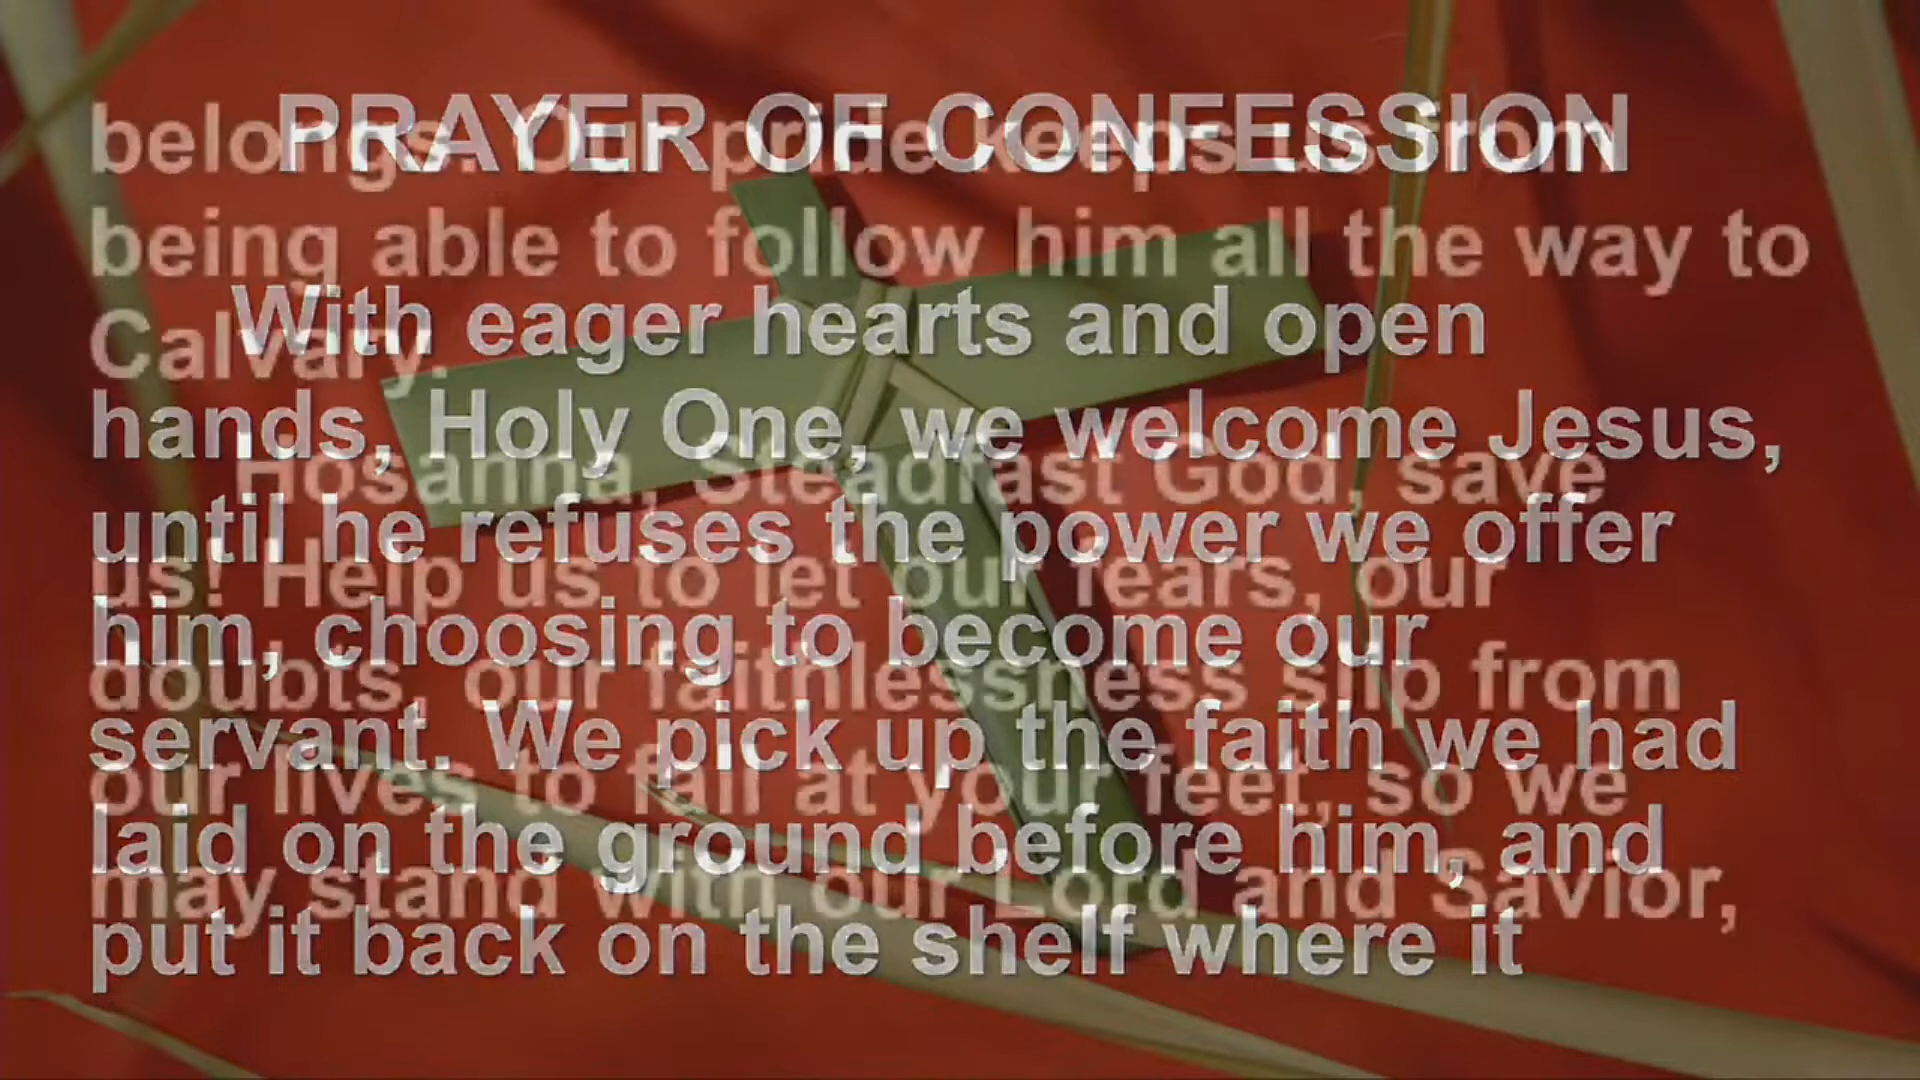 PRAYER OF CONFESSION
With eager hearts and open
hands, Holy One, we welcome Jesus,
until he refuses the power we offer
him, choosing to become our
servant. We pick up the faith we had
laid on the ground before him, and
put it back on the shelf where it
belongs. Our pride keeps us from
being able to follow him all the way to
Calvary.
Hosanna, Steadfast God, save
us! Help us to let our fears, our
doubts, our faithlessness slip from
our lives to fall at your feet, so we
may stand with our Lord and Savior,